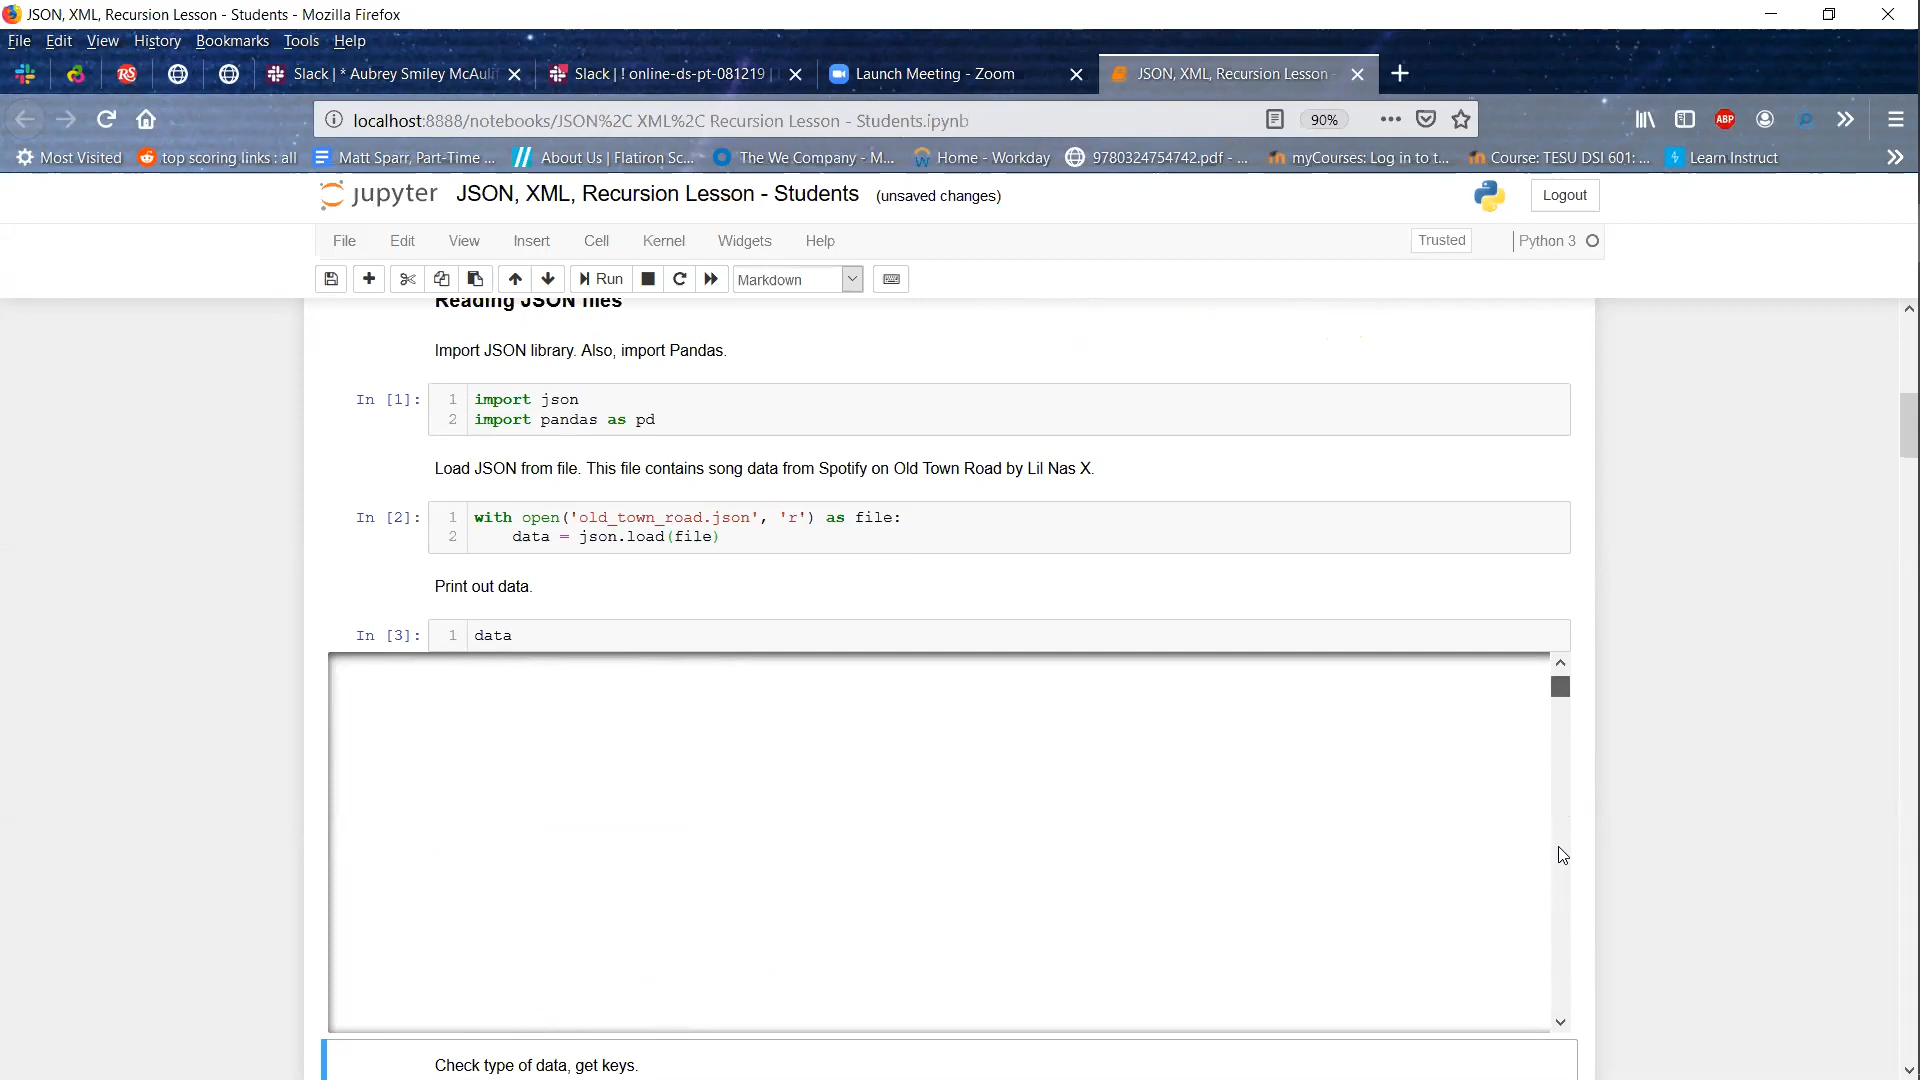 JSON, XML, Recursion Lesson - Students - Mozilla Firefox
File Edit View History Bookmarks Tools Help
RS Slack | * Aubrey Smiley McAulif Slack | ! online-ds-pt-081219 | Launch Meeting - Zoom JSON, XML, Recursion Lesson -
localhost:8888/notebooks/JSON%2C XML%2C Recursion Lesson - Students.ipynb 90% ABP
Most Visited top scoring links : all Matt Sparr, Part-Time ... About Us | Flatiron Sc... The We Company - M... Home - Workday 9780324754742.pdf - ... myCourses: Log in to t... Course: TESU DSI 601: ... Learn Instruct
jupyter JSON, XML, Recursion Lesson - Students (unsaved changes) Logout
File Edit View Insert Cell Kernel Widgets Help Trusted Python 3
Run Markdown
Reading JSON files
Import JSON library. Also, import Pandas.
In [1]: 1 import json
2 import pandas as pd
Load JSON from file. This file contains song data from Spotify on Old Town Road by Lil Nas X.
In [2]: 1 with open('old_town_road.json', 'r') as file:
2 data = json.load(file)
Print out data.
In [3]: 1 data
Check type of data, get keys.